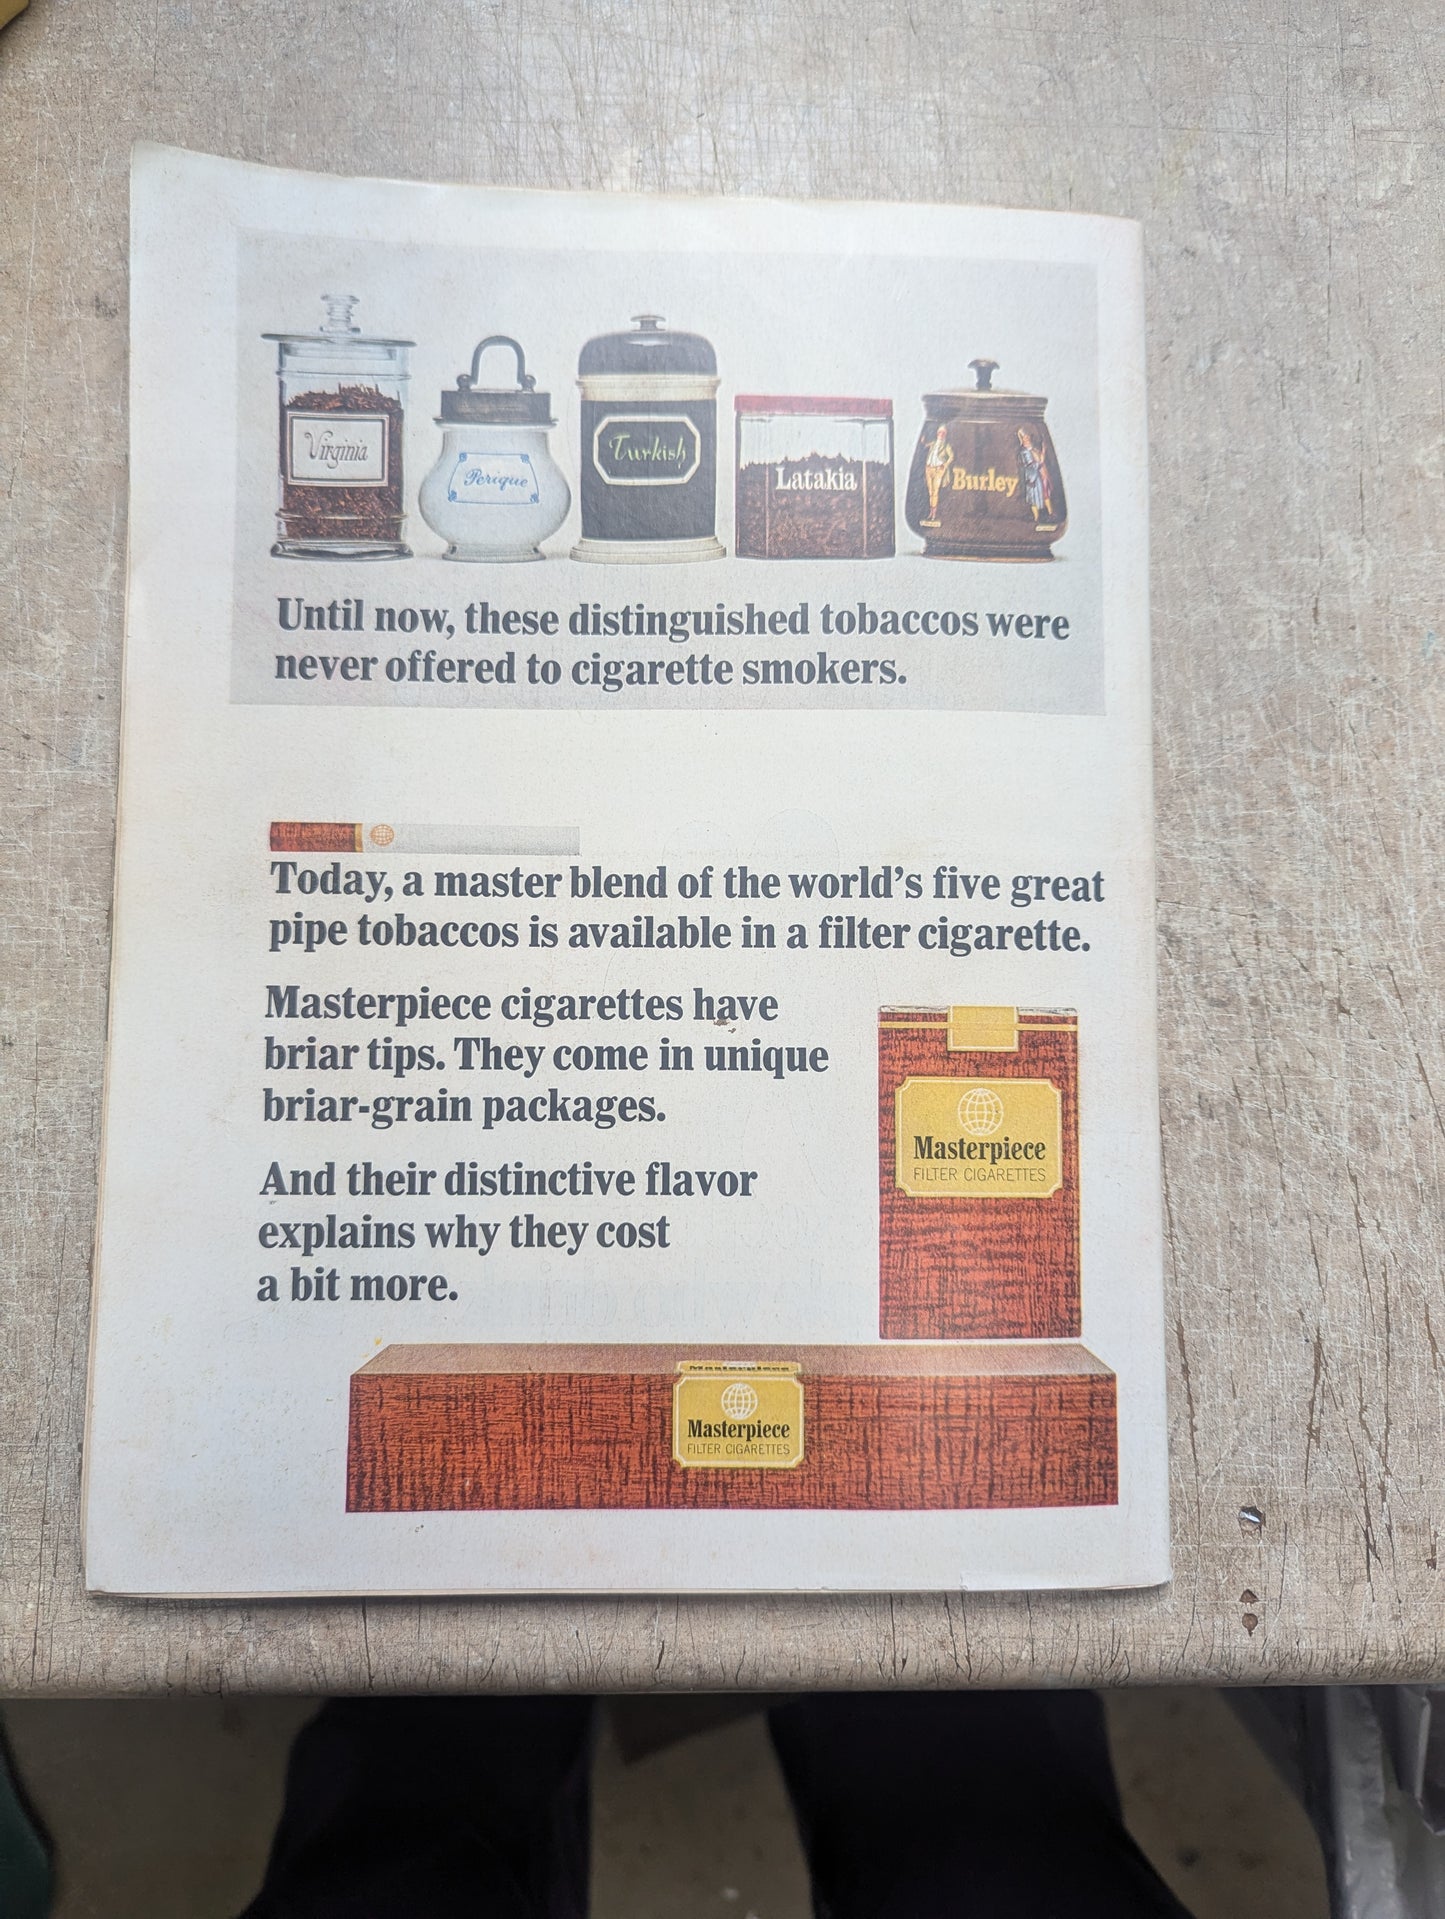 Virginia
Perique
Turkish
Latakia
Burley
Until now, these distinguished tobaccos were
never offered to cigarette smokers.
Today, a master blend of the world's five great
pipe tobaccos is available in a filter cigarette.
Masterpiece cigarettes have
briar tips. They come in unique
briar-grain packages.
And their distinctive flavor
explains why they cost
a bit more.
Masterpiece
FILTER CIGARETTES
Masterpiece
Masterpiece
FILTER CIGARETTES